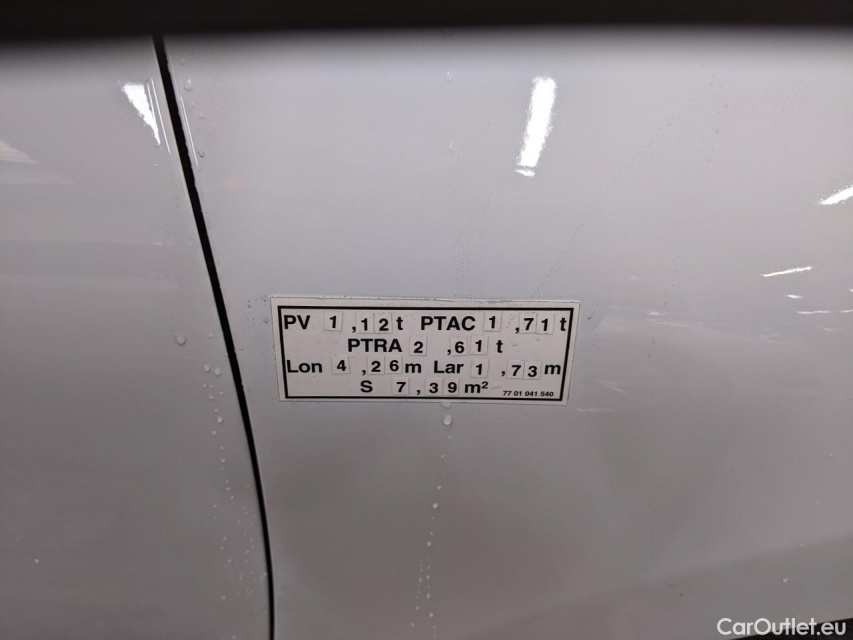 PV 1,12t PTAC 1,71t
PTRA 2,61t
Lon 4,26m Lar 1,73m
S 7,39m²
77 01 041 540
CarOutlet.eu